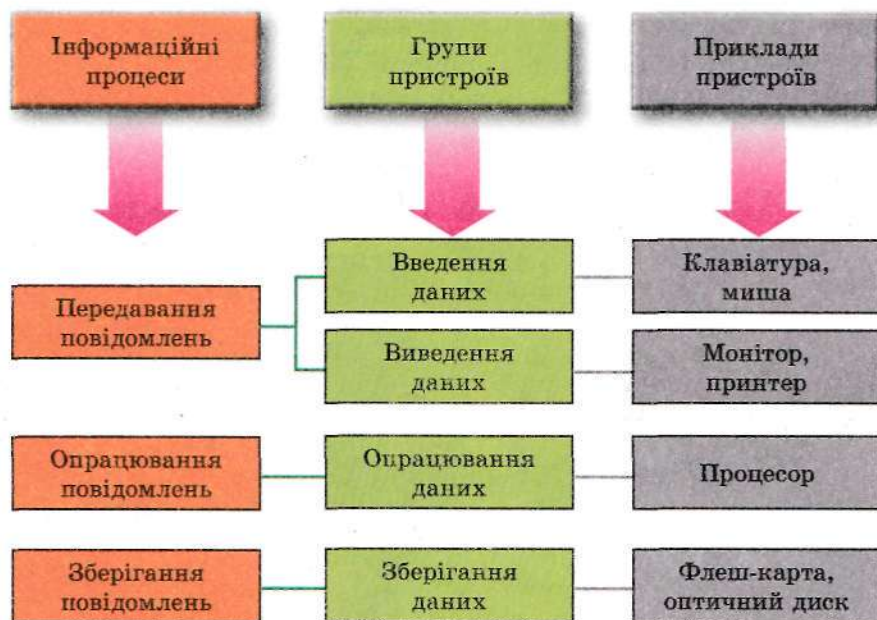 Інформаційні
процеси
Групи
пристроїв
Приклади
пристроїв
Передавання
повідомлень
Введення
даних
Клавіатура,
миша
Виведення
даних
Монітор,
принтер
Опрацювання
повідомлень
Опрацювання
даних
Процесор
Зберігання
повідомлень
Зберігання
даних
Флеш-карта,
оптичний диск